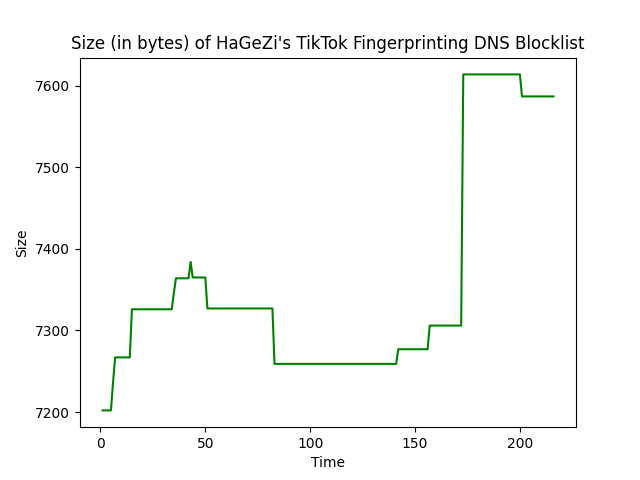 Size (in bytes) of HaGeZi's TikTok Fingerprinting DNS Blocklist
7600
7500
7400
7300
7200
Size
0 50 100 150 200
Time